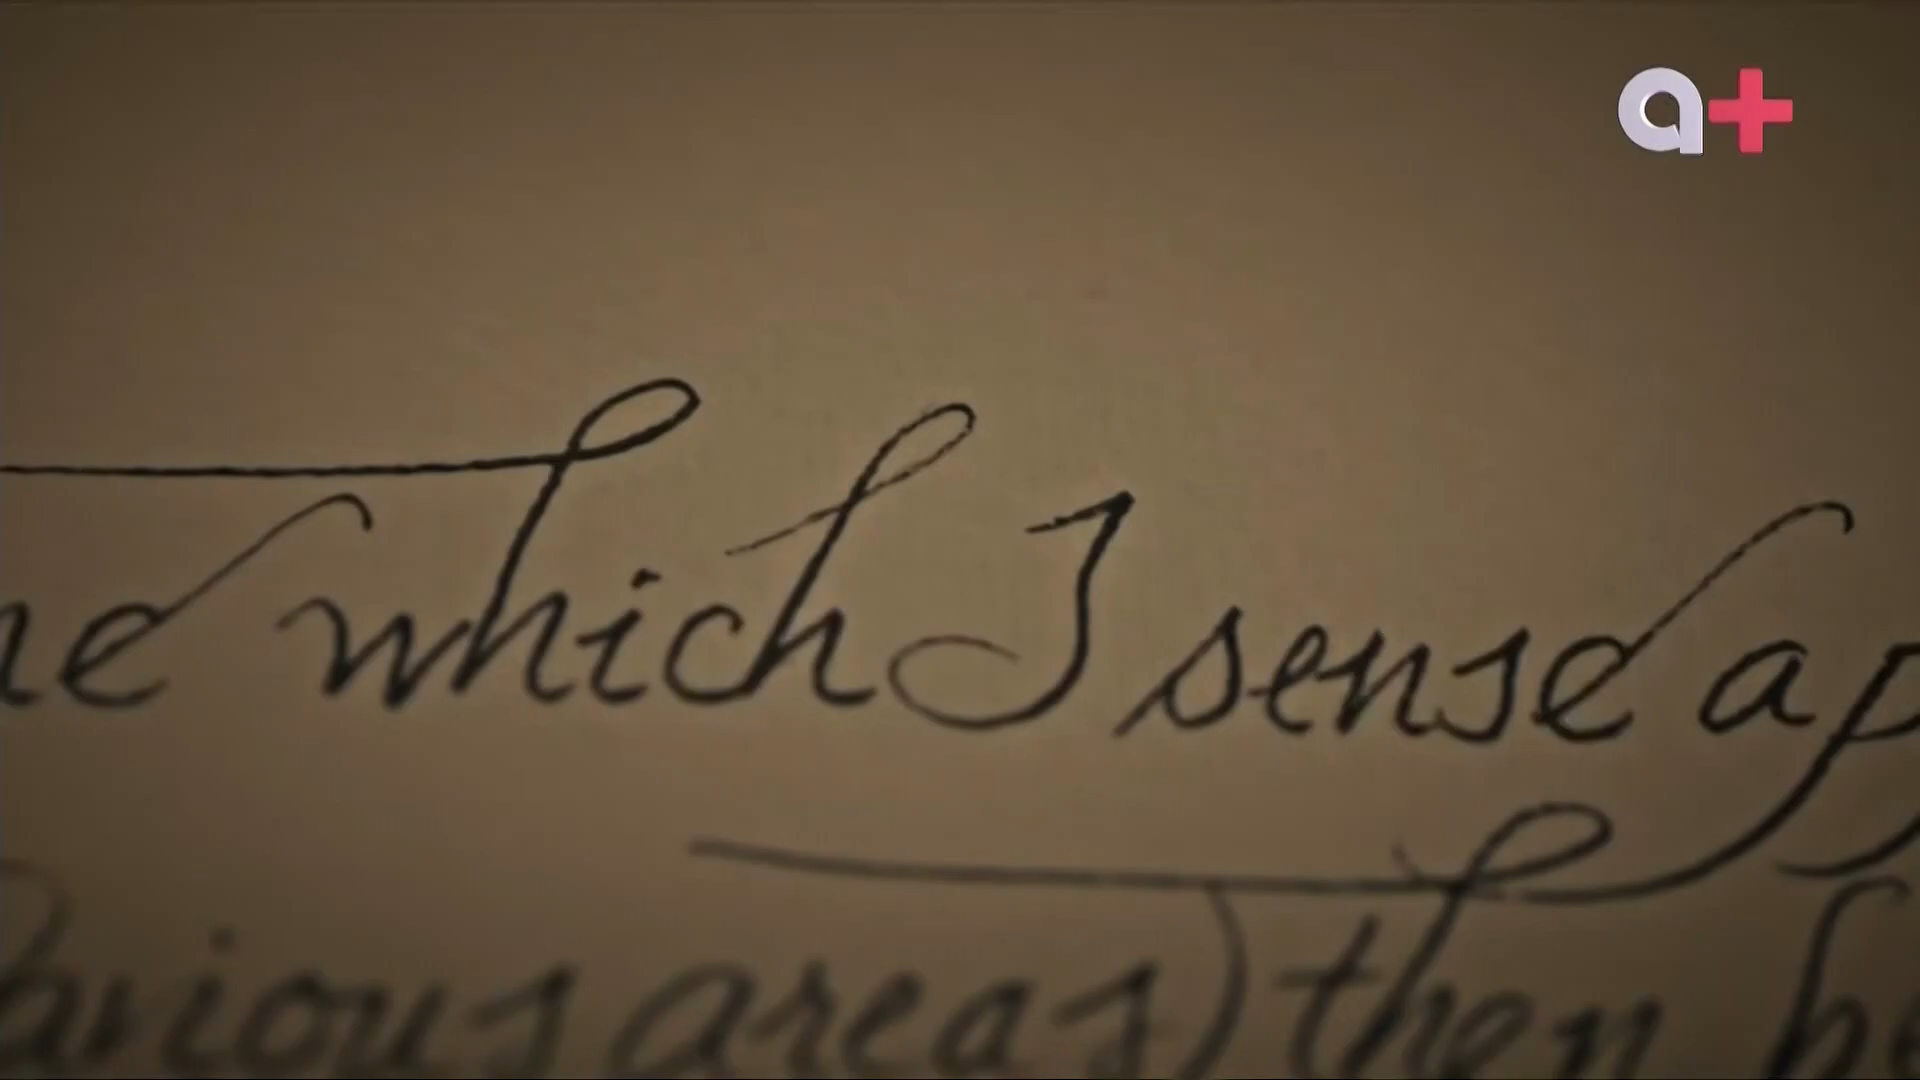 a+
which I sense
areas) then